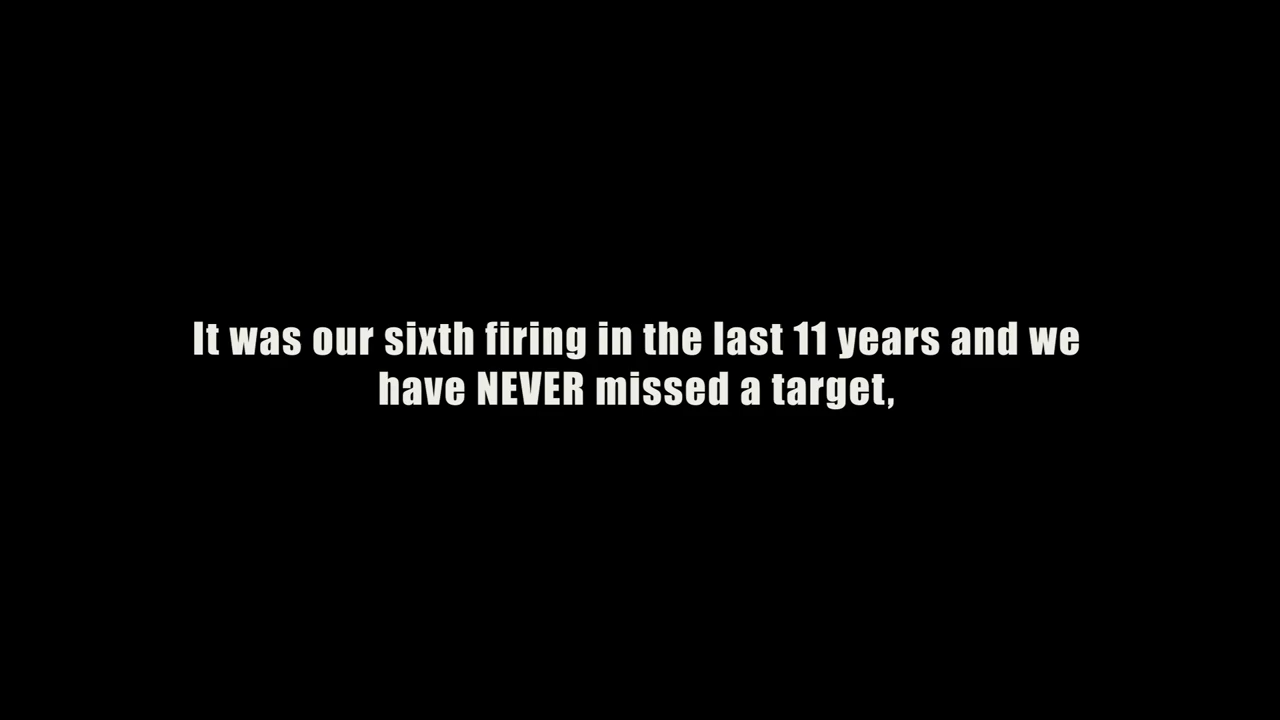 It was our sixth firing in the last 11 years and we
have NEVER missed a target,